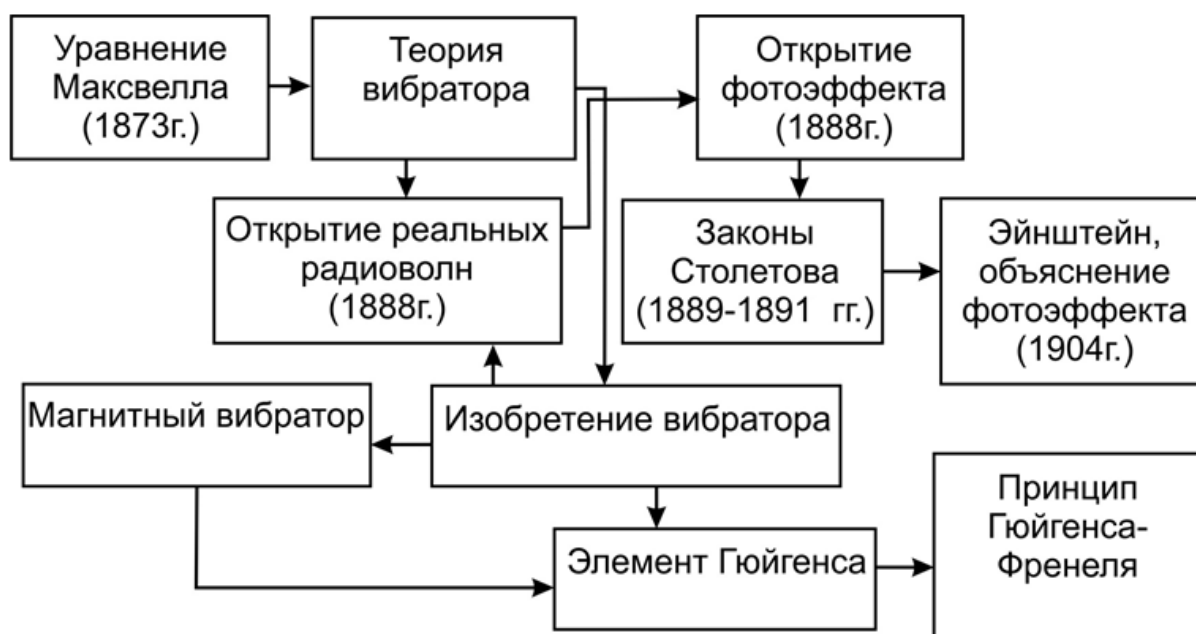 Уравнение
Максвелла
(1873г.)
Теория
вибратора
Открытие
фотоэффекта
(1888г.)
Открытие реальных
радиоволн
(1888г.)
Законы
Столетова
(1889-1891 гг.)
Эйнштейн,
объяснение
фотоэффекта
(1904г.)
Магнитный вибратор
Изобретение вибратора
Элемент Гюйгенса
Принцип
Гюйгенса-
Френеля